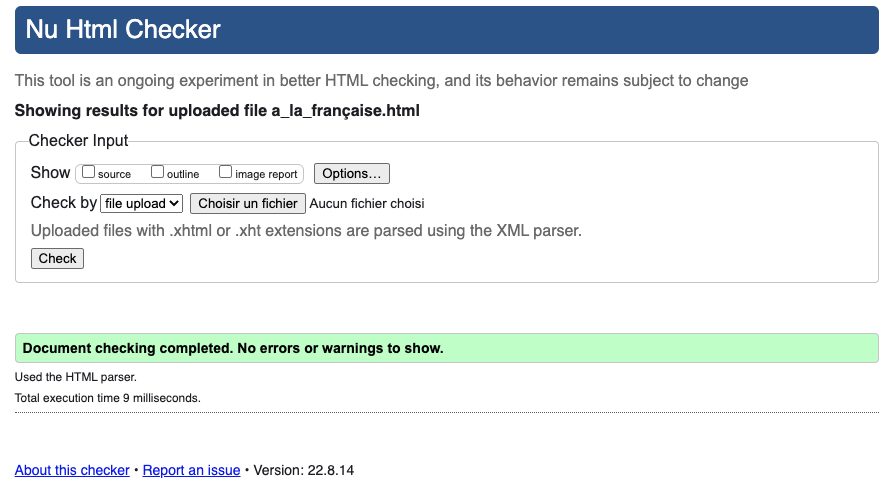 Nu Html Checker
This tool is an ongoing experiment in better HTML checking, and its behavior remains subject to change
Showing results for uploaded file a_la_française.html
Checker Input
Show source outline image report Options...
Check by file upload Choisir un fichier Aucun fichier choisi
Uploaded files with .xhtml or .xht extensions are parsed using the XML parser.
Check
Document checking completed. No errors or warnings to show.
Used the HTML parser.
Total execution time 9 milliseconds.
About this checker • Report an issue • Version: 22.8.14